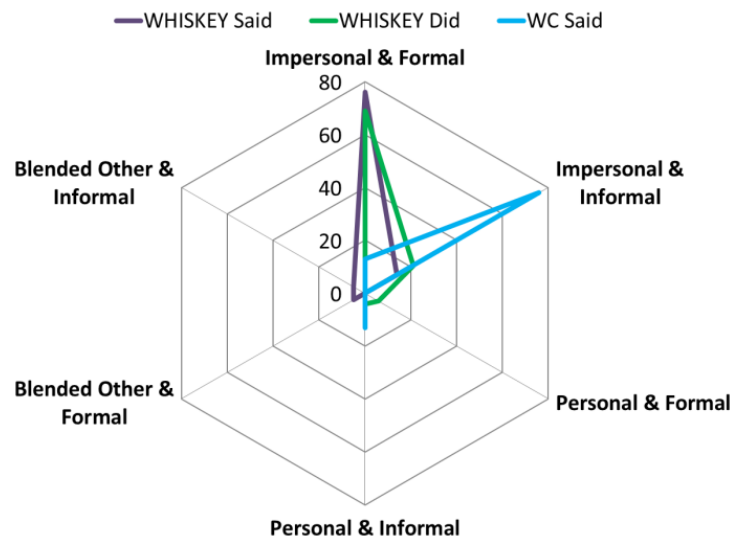 WHISKEY Said WHISKEY Did WC Said
Impersonal & Formal
80
60
40
20
0
Impersonal &
Informal
Personal & Formal
Personal & Informal
Blended Other &
Formal
Blended Other &
Informal